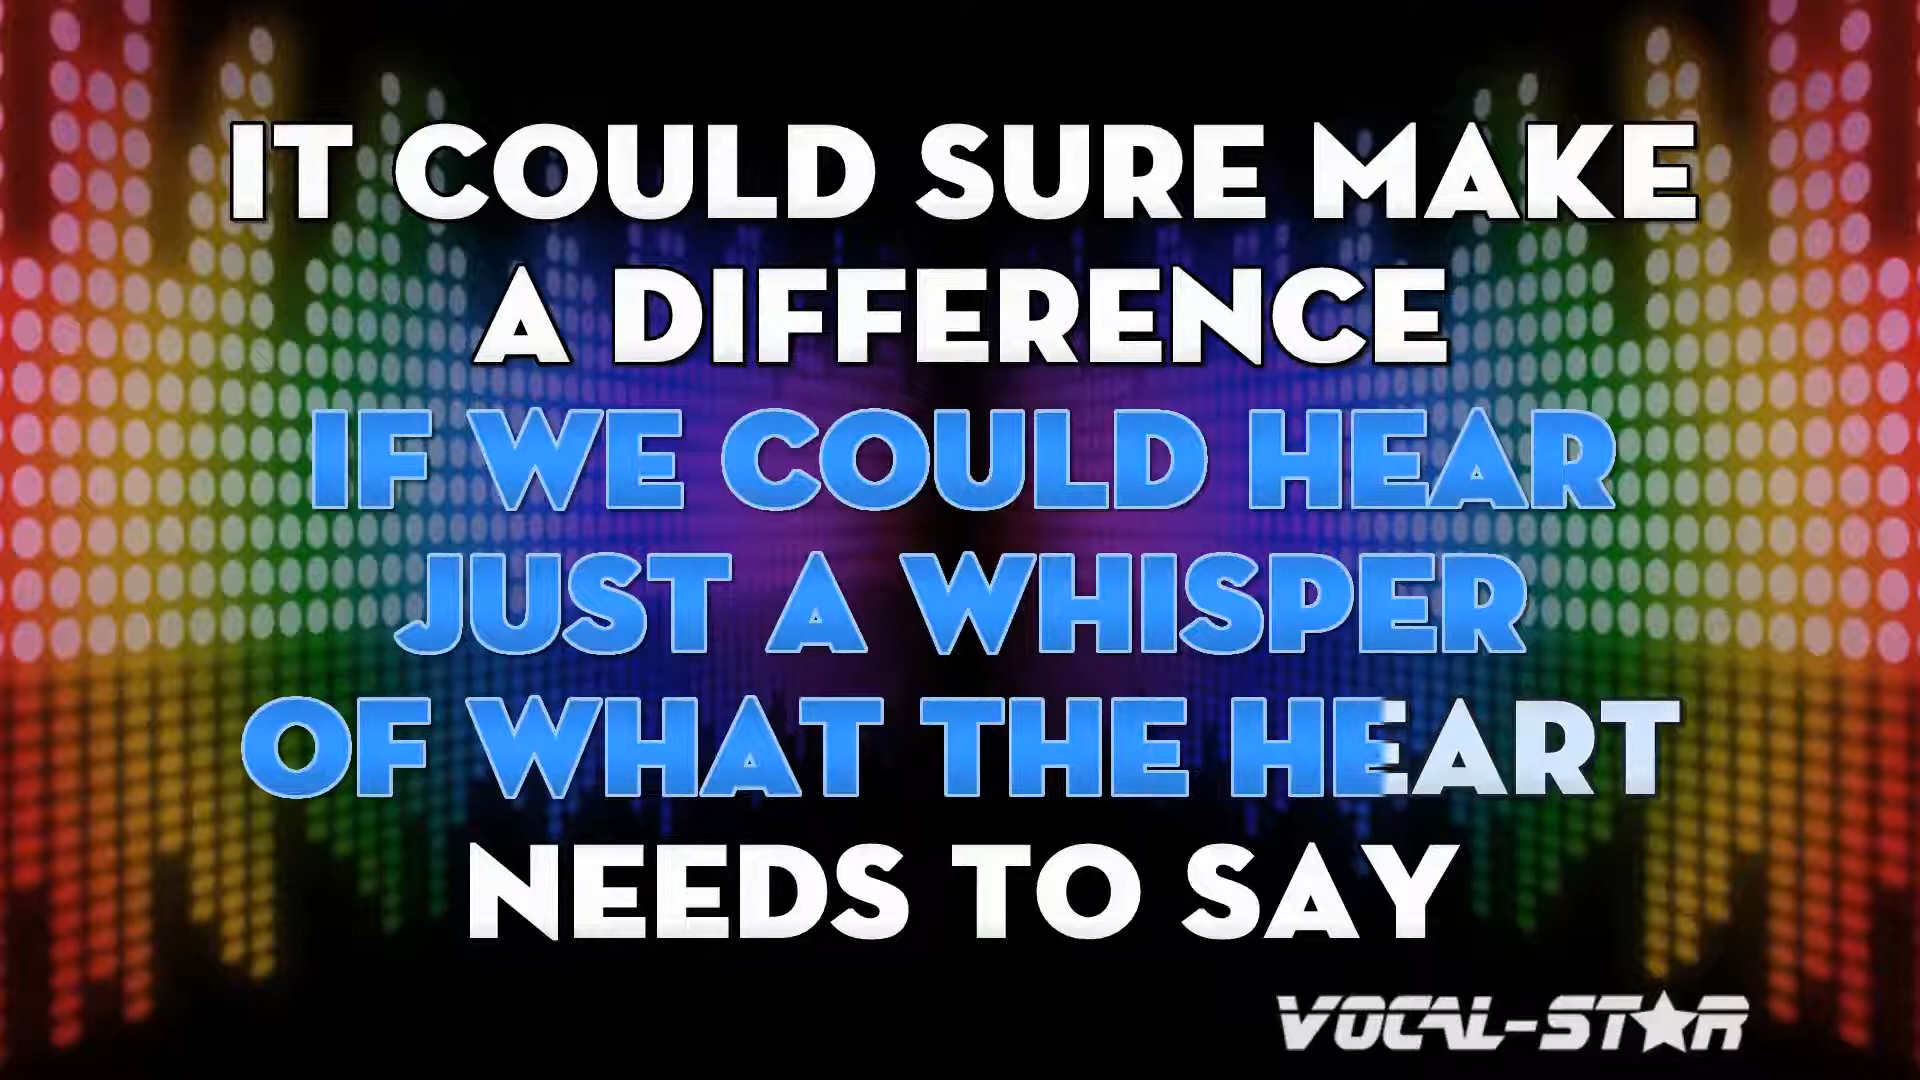 IT COULD SURE MAKE
A DIFFERENCE
IF WE COULD HEAR
JUST A WHISPER
OF WHAT THE HEART
NEEDS TO SAY
VOCAL-STAR